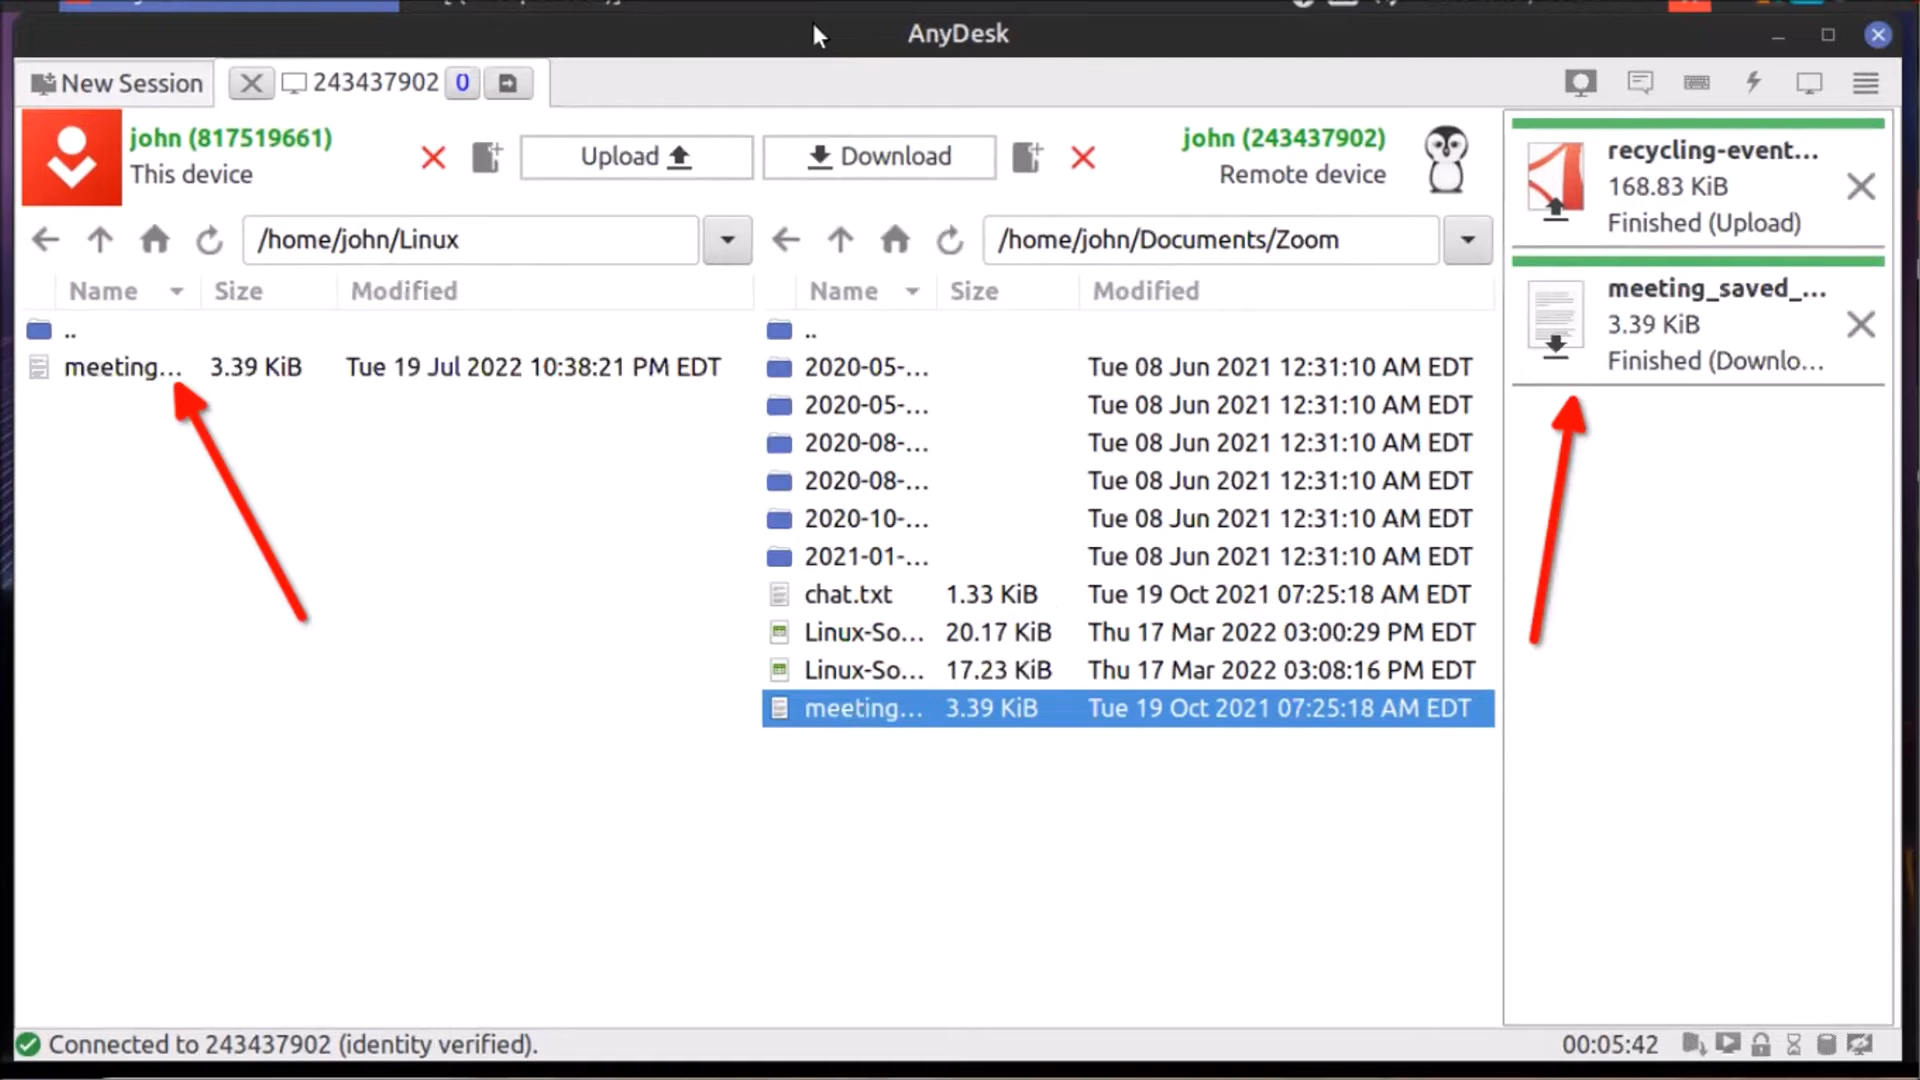 AnyDesk
New Session
243437902 0
john (817519661)
This device
Upload
Download
john (243437902)
Remote device
/home/john/Linux
/home/john/Documents/Zoom
Name Size Modified
..
meeting... 3.39 KiB Tue 19 Jul 2022 10:38:21 PM EDT
Name Size Modified
..
2020-05-... Tue 08 Jun 2021 12:31:10 AM EDT
2020-05-... Tue 08 Jun 2021 12:31:10 AM EDT
2020-08-... Tue 08 Jun 2021 12:31:10 AM EDT
2020-08-... Tue 08 Jun 2021 12:31:10 AM EDT
2020-10-... Tue 08 Jun 2021 12:31:10 AM EDT
2021-01-... Tue 08 Jun 2021 12:31:10 AM EDT
chat.txt 1.33 KiB Tue 19 Oct 2021 07:25:18 AM EDT
Linux-So... 20.17 KiB Thu 17 Mar 2022 03:00:29 PM EDT
Linux-So... 17.23 KiB Thu 17 Mar 2022 03:08:16 PM EDT
meeting... 3.39 KiB Tue 19 Oct 2021 07:25:18 AM EDT
recycling-event...
168.83 KiB
Finished (Upload)
meeting_saved_...
3.39 KiB
Finished (Downlo...
Connected to 243437902 (identity verified).
00:05:42